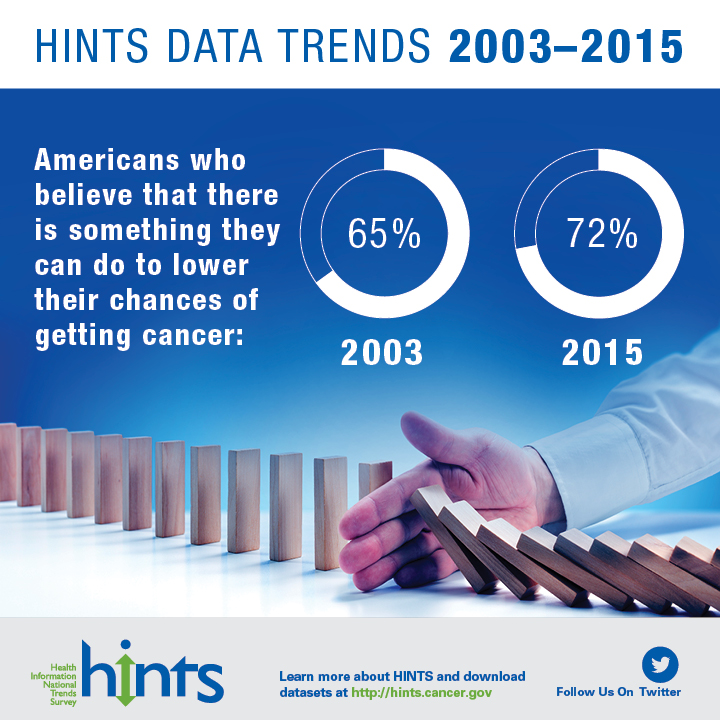 HINTS DATA TRENDS 2003–2015
Americans who
believe that there
is something they
can do to lower
their chances of
getting cancer:
65%
2003
72%
2015
Health
Information
National
Trends
Survey
hints
Learn more about HINTS and download
datasets at http://hints.cancer.gov
Follow Us On Twitter